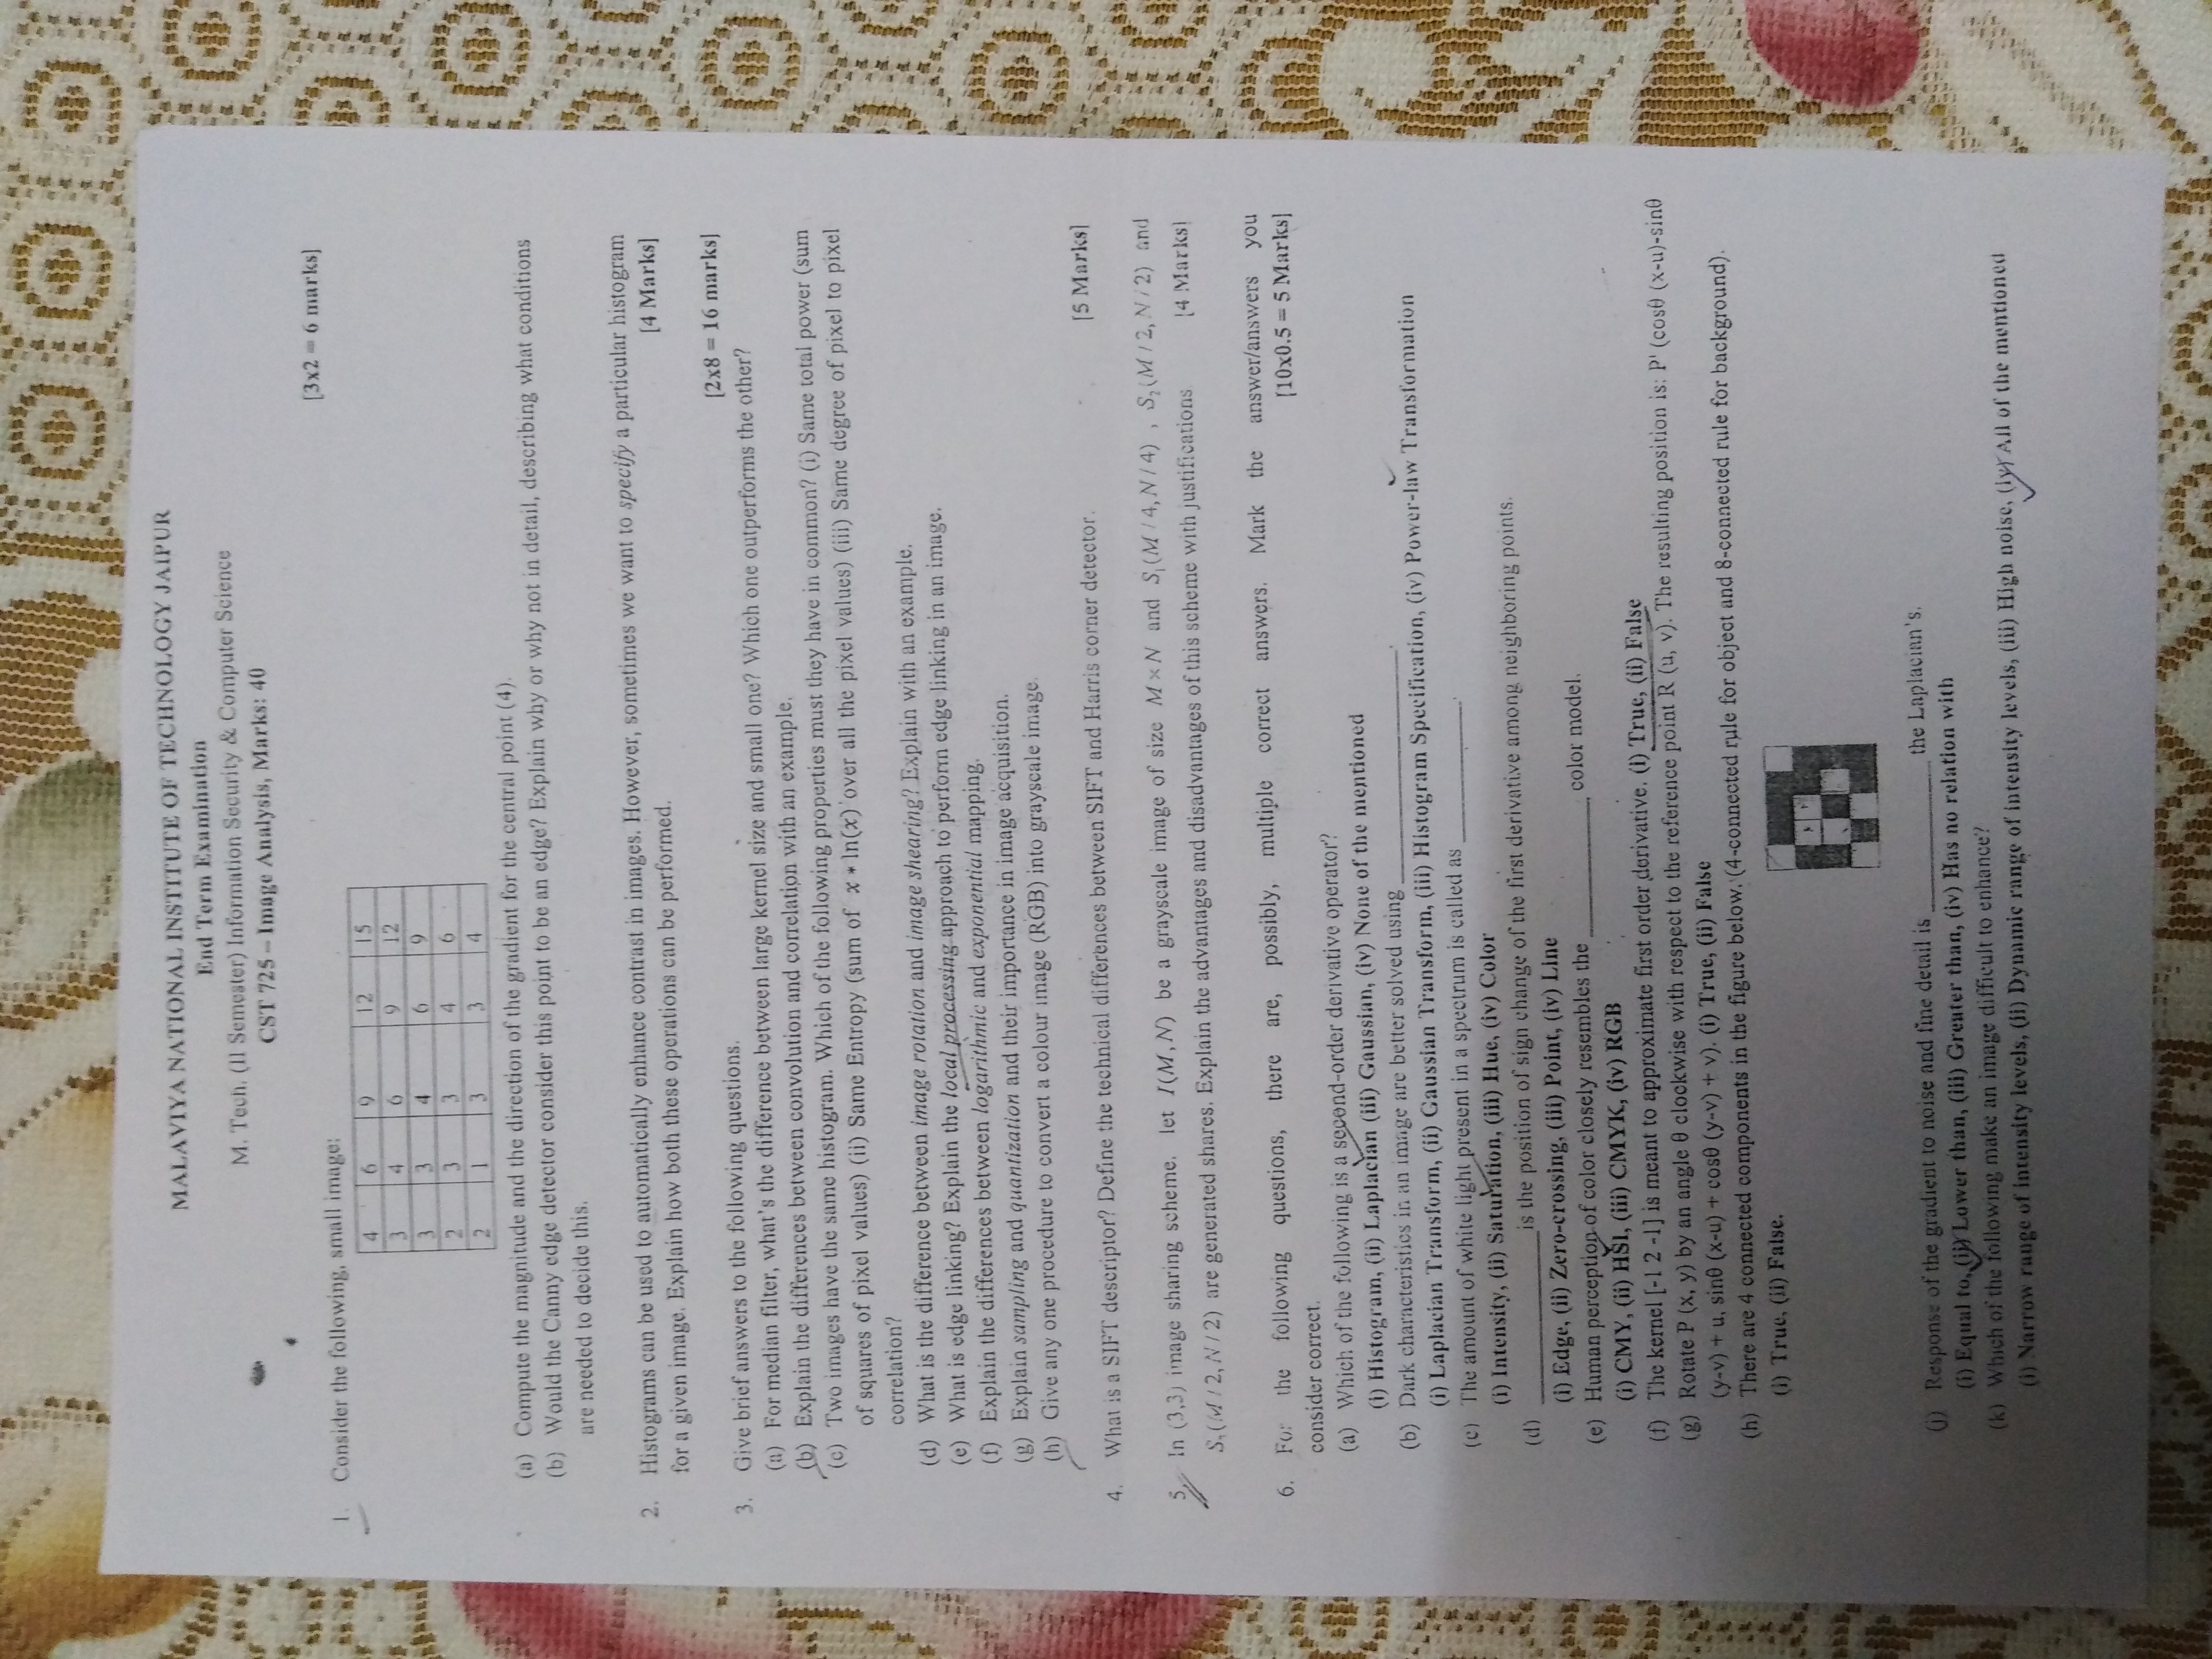 MALAVIYA NATIONAL INSTITUTE OF TECHNOLOGY JAIPUR
End Term Examination
M. Tech. (II Semester) Information Security & Computer Science
CST 725 – Image Analysis, Marks: 40
[3x2 = 6 marks]
1. Consider the following, small image:
4 6 9 12 15
3 4 6 9 12
3 3 4 6 9
2 3 3 4 6
2 1 3 3 4
(a) Compute the magnitude and the direction of the gradient for the central point (4).
(b) Would the Canny edge detector consider this point to be an edge? Explain why or why not in detail, describing what conditions
are needed to decide this.
2. Histograms can be used to automatically enhance contrast in images. However, sometimes we want to specify a particular histogram
for a given image. Explain how both these operations can be performed. [4 Marks]
3. Give brief answers to the following questions. [2x8 = 16 marks]
(a) For median filter, what's the difference between large kernel size and small one? Which one outperforms the other?
(b) Explain the differences between convolution and correlation with an example.
(c) Two images have the same histogram. Which of the following properties must they have in common? (i) Same total power (sum
of squares of pixel values) (ii) Same Entropy (sum of x * ln(x) over all the pixel values) (iii) Same degree of pixel to pixel
correlation?
(d) What is the difference between image rotation and image shearing? Explain with an example.
(e) What is edge linking? Explain the local processing approach to perform edge linking in an image.
(f) Explain the differences between logarithmic and exponential mapping.
(g) Explain sampling and quantization and their importance in image acquisition.
(h) Give any one procedure to convert a colour image (RGB) into grayscale image.
[5 Marks]
4. What is a SIFT descriptor? Define the technical differences between SIFT and Harris corner detector.
5. In (3,3) image sharing scheme, let I(M,N) be a grayscale image of size M×N and S₁(M/4,N/4), S₂(M/2,N/2) and
S₃(M/2,N/2) are generated shares. Explain the advantages and disadvantages of this scheme with justifications. [4 Marks]
6. For the following questions, there are, possibly, multiple correct answers. Mark the answer/answers you
consider correct. [10x0.5 = 5 Marks]
(a) Which of the following is a second-order derivative operator?
(i) Histogram, (ii) Laplacian (iii) Gaussian, (iv) None of the mentioned
(b) Dark characteristics in an image are better solved using ____________.
(i) Laplacian Transform, (ii) Gaussian Transform, (iii) Histogram Specification, (iv) Power-law Transformation
(c) The amount of white light present in a spectrum is called as ____________.
(i) Intensity, (ii) Saturation, (iii) Hue, (iv) Color
(d) ____________ is the position of sign change of the first derivative among neighboring points.
(i) Edge, (ii) Zero-crossing, (iii) Point, (iv) Line
(e) Human perception of color closely resembles the ____________ color model.
(i) CMY, (ii) HSI, (iii) CMYK, (iv) RGB
(f) The kernel [-1 2 -1] is meant to approximate first order derivative. (i) True, (ii) False
(g) Rotate P (x, y) by an angle θ clockwise with respect to the reference point R (u, v). The resulting position is: P' (cosθ (x-u)-sinθ
(y-v) + u, sinθ (x-u) + cosθ (y-v) + v). (i) True, (ii) False
(h) There are 4 connected components in the figure below. (4-connected rule for object and 8-connected rule for background).
(i) True, (ii) False.
(j) Response of the gradient to noise and fine detail is ____________ the Laplacian's.
(i) Equal to, (ii) Lower than, (iii) Greater than, (iv) Has no relation with
(k) Which of the following make an image difficult to enhance?
(i) Narrow range of intensity levels, (ii) Dynamic range of intensity levels, (iii) High noise, (iv) All of the mentioned